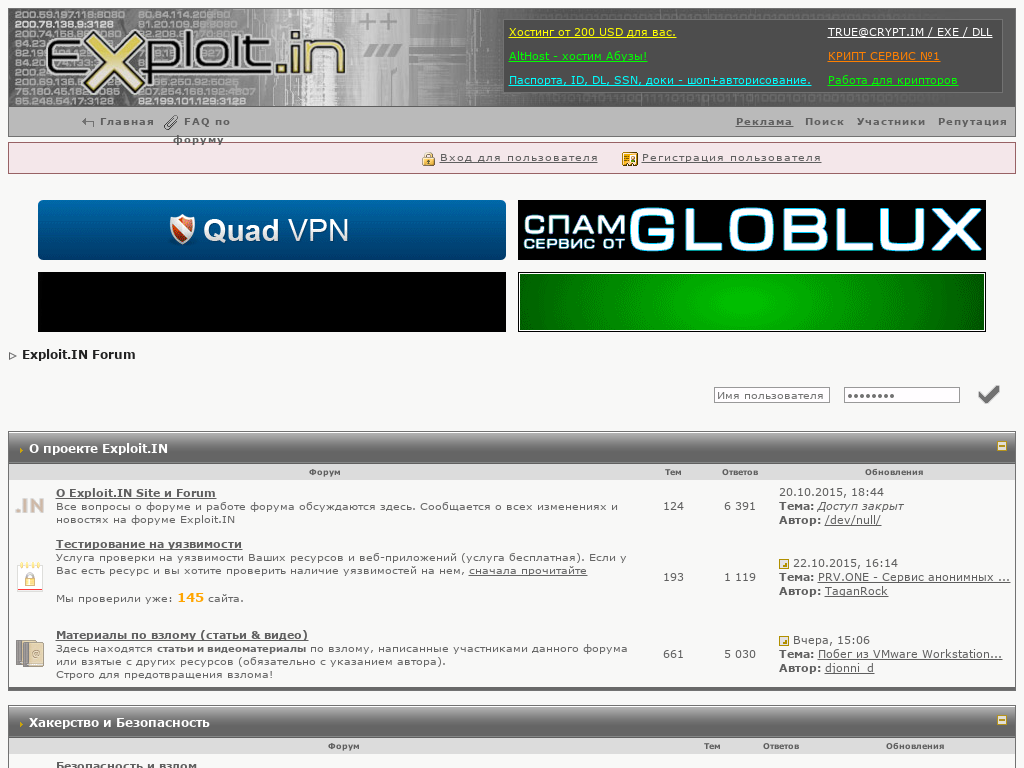 exploit.in
Хостинг от 200 USD для вас.
TRUE@CRYPT.IM / EXE / DLL
AltHost - хостим Абузы!
КРИПТ СЕРВИС №1
Паспорта, ID, DL, SSN, доки - шоп+авторисование.
Работа для крипторов
Главная
FAQ по форуму
Реклама Поиск Участники Репутация
Вход для пользователя
Регистрация пользователя
Quad VPN
СПАМ СЕРВИС ОТ GLOBLUX
Exploit.IN Forum
Имя пользователя
О проекте Exploit.IN
Форум Тем Ответов Обновления
.IN
О Exploit.IN Site и Forum
Все вопросы о форуме и работе форума обсуждаются здесь. Сообщается о всех изменениях и
новостях на форуме Exploit.IN
124
6 391
20.10.2015, 18:44
Тема: Доступ закрыт
Автор: /dev/null/
Тестирование на уязвимости
Услуга проверки на уязвимости Ваших ресурсов и веб-приложений (услуга бесплатная). Если у
Вас есть ресурс и вы хотите проверить наличие уязвимостей на нем, сначала прочитайте
Мы проверили уже: 145 сайта.
193
1 119
22.10.2015, 16:14
Тема: PRV.ONE - Сервис анонимных ...
Автор: TaganRock
Материалы по взлому (статьи & видео)
Здесь находятся статьи и видеоматериалы по взлому, написанные участниками данного форума
или взятые с других ресурсов (обязательно с указанием автора).
Строго для предотвращения взлома!
661
5 030
Вчера, 15:06
Тема: Побег из VMware Workstation...
Автор: djonni_d
Хакерство и Безопасность
Форум Тем Ответов Обновления
Безопасность и взлом